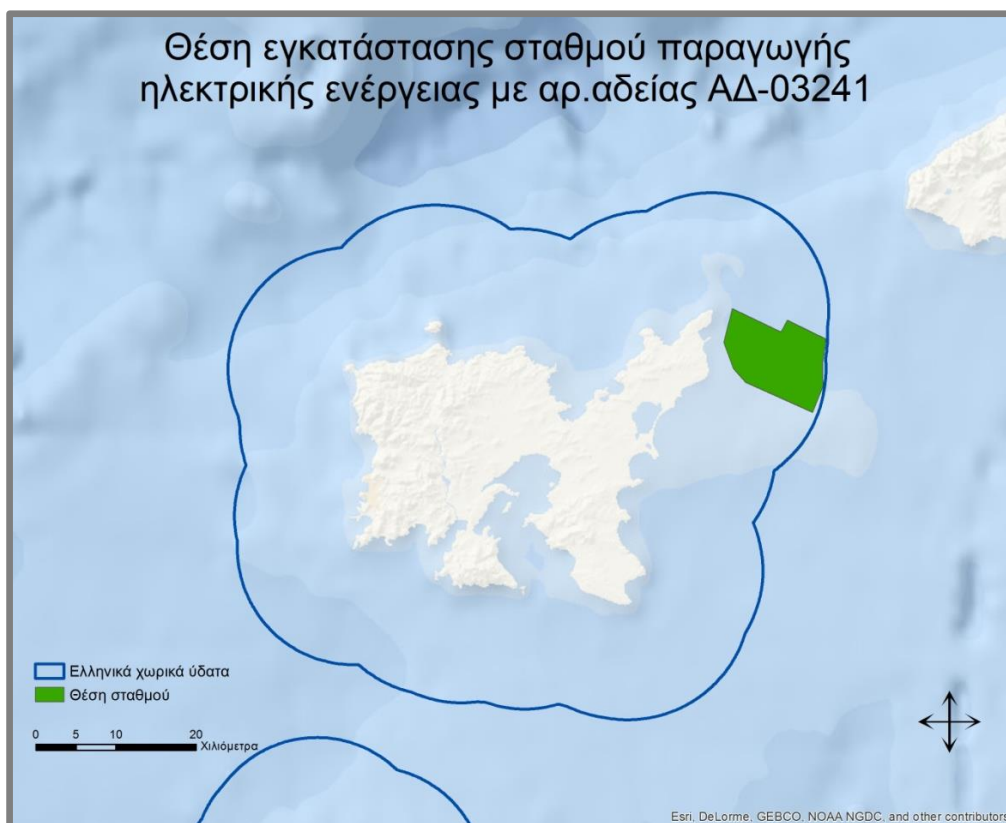 Θέση εγκατάστασης σταθμού παραγωγής
ηλεκτρικής ενέργειας με αρ.αδείας ΑΔ-03241
Ελληνικά χωρικά ύδατα
Θέση σταθμού
0 5 10 20
Χιλιόμετρα
Esri, DeLorme, GEBCO, NOAA NGDC, and other contributors